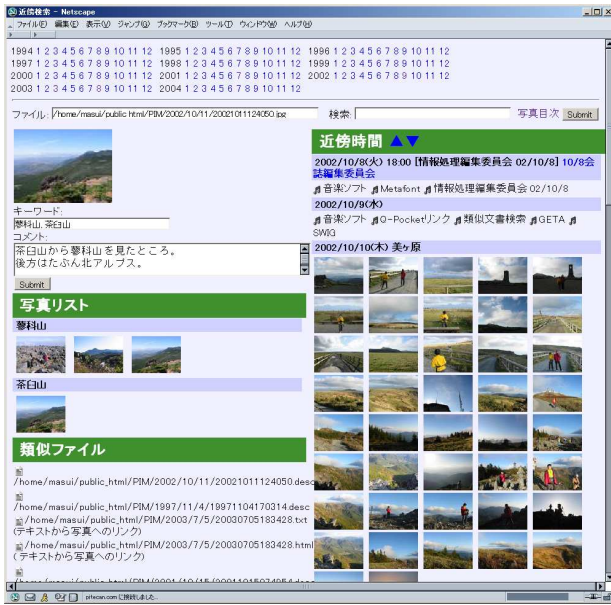 近傍検索 - Netscape
ファイル(F) 編集(E) 表示(V) ジャンプ(G) ブックマーク(B) ツール(T) ウィンドウ(W) ヘルプ(H)
1994 1 2 3 4 5 6 7 8 9 10 11 12 1995 1 2 3 4 5 6 7 8 9 10 11 12 1996 1 2 3 4 5 6 7 8 9 10 11 12
1997 1 2 3 4 5 6 7 8 9 10 11 12 1998 1 2 3 4 5 6 7 8 9 10 11 12 1999 1 2 3 4 5 6 7 8 9 10 11 12
2000 1 2 3 4 5 6 7 8 9 10 11 12 2001 1 2 3 4 5 6 7 8 9 10 11 12 2002 1 2 3 4 5 6 7 8 9 10 11 12
2003 1 2 3 4 5 6 7 8 9 10 11 12 2004 1 2 3 4 5 6 7 8 9 10 11 12
ファイル: /home/masui/public html/PIM/2002/10/11/20021011124050.jpg 検索: 写真目次 Submit
キーワード:
蓼科山, 茶臼山
コメント:
茶臼山から蓼科山を見たところ。
後方はたぶん北アルプス。
Submit
写真リスト
蓼科山
茶臼山
類似ファイル
/home/masui/public_html/PIM/2002/10/11/20021011124050.desc
/home/masui/public_html/PIM/1997/11/4/19971104170314.desc
/home/masui/public_html/PIM/2003/7/5/20030705183428.txt
(テキストから写真へのリンク)
/home/masui/public_html/PIM/2003/7/5/20030705183428.html
(テキストから写真へのリンク)
近傍時間 ▲▼
2002/10/8(火) 18:00 [情報処理編集委員会 02/10/8] 10/8会
誌編集委員会
音楽ソフト Metafont 情報処理編集委員会 02/10/8
2002/10/9(水)
音楽ソフト Q-Pocketリンク 類似文書検索 GETA
SWIG
2002/10/10(木) 美ヶ原
pitecan.com に接続しました...